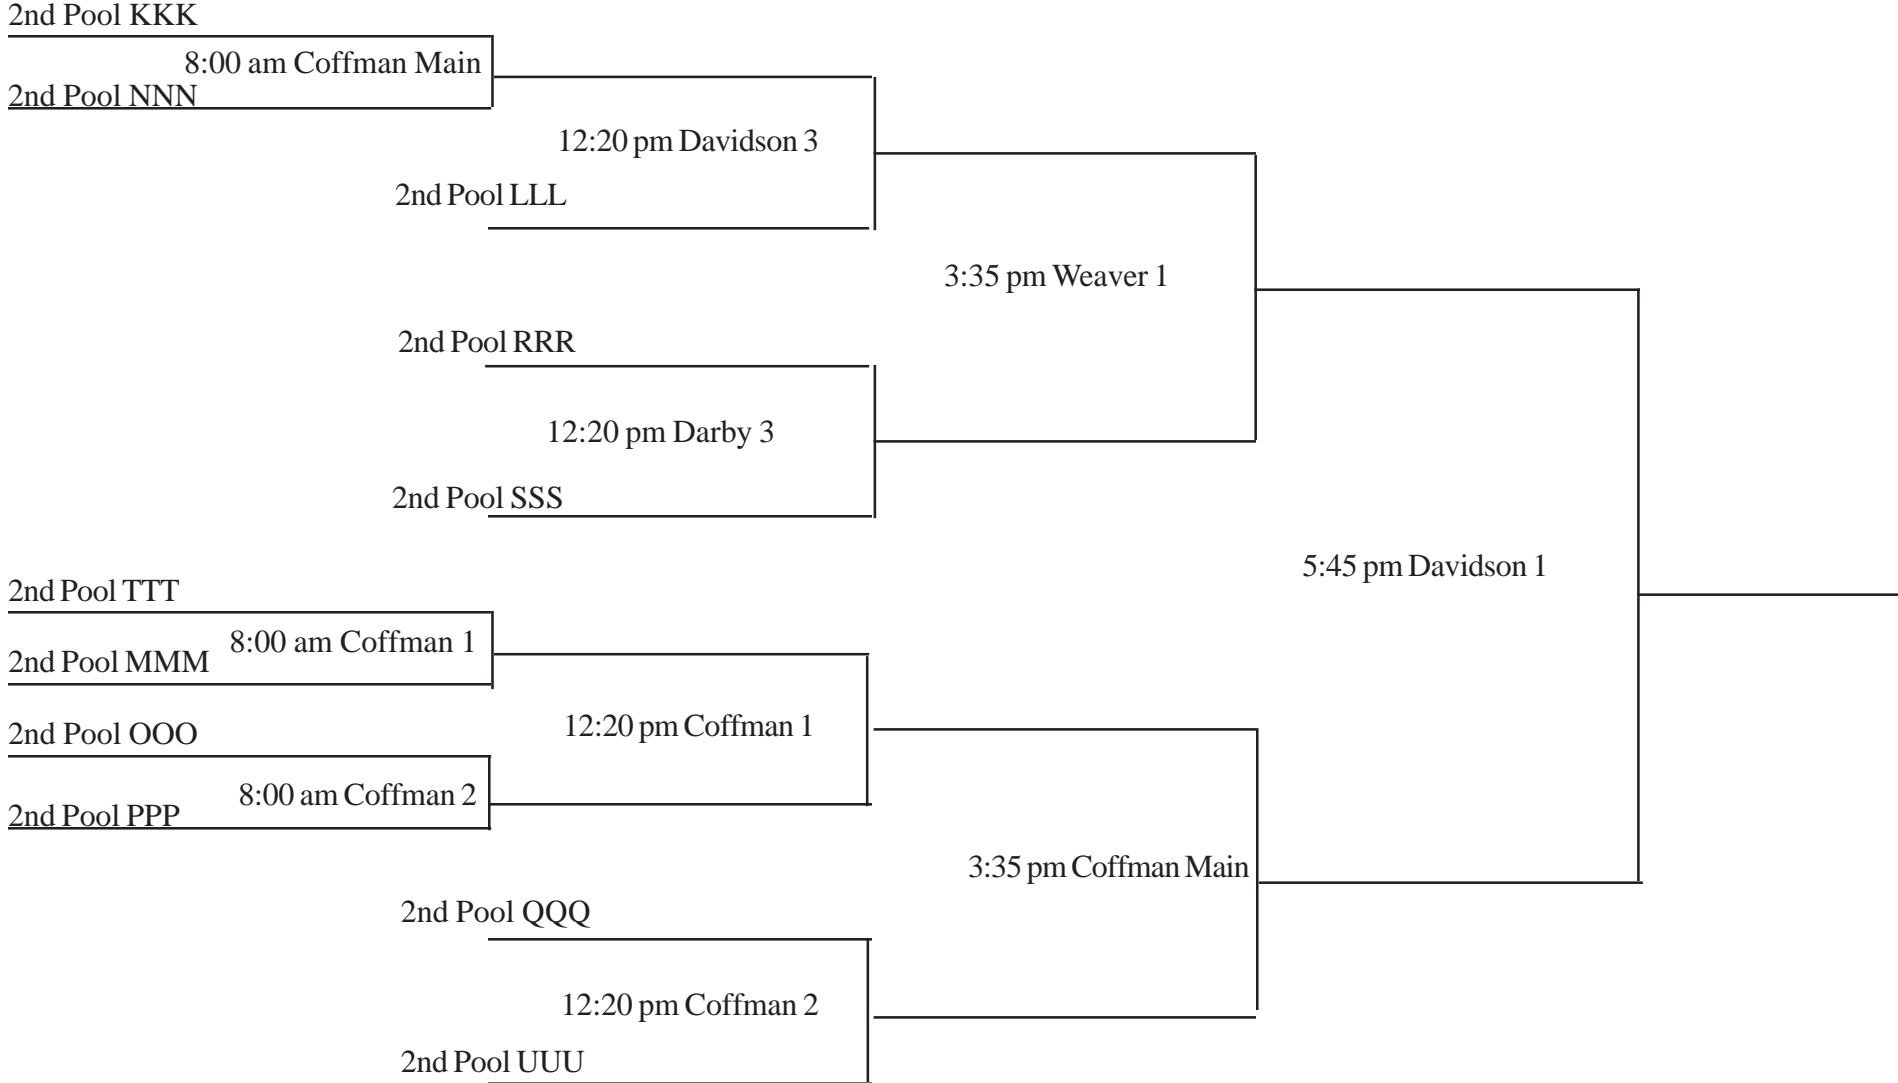 2nd Pool KKK
8:00 am Coffman Main
2nd Pool NNN
12:20 pm Davidson 3
2nd Pool LLL
3:35 pm Weaver 1
2nd Pool RRR
12:20 pm Darby 3
2nd Pool SSS
5:45 pm Davidson 1
2nd Pool TTT
8:00 am Coffman 1
2nd Pool MMM
12:20 pm Coffman 1
2nd Pool OOO
8:00 am Coffman 2
2nd Pool PPP
3:35 pm Coffman Main
2nd Pool QQQ
12:20 pm Coffman 2
2nd Pool UUU